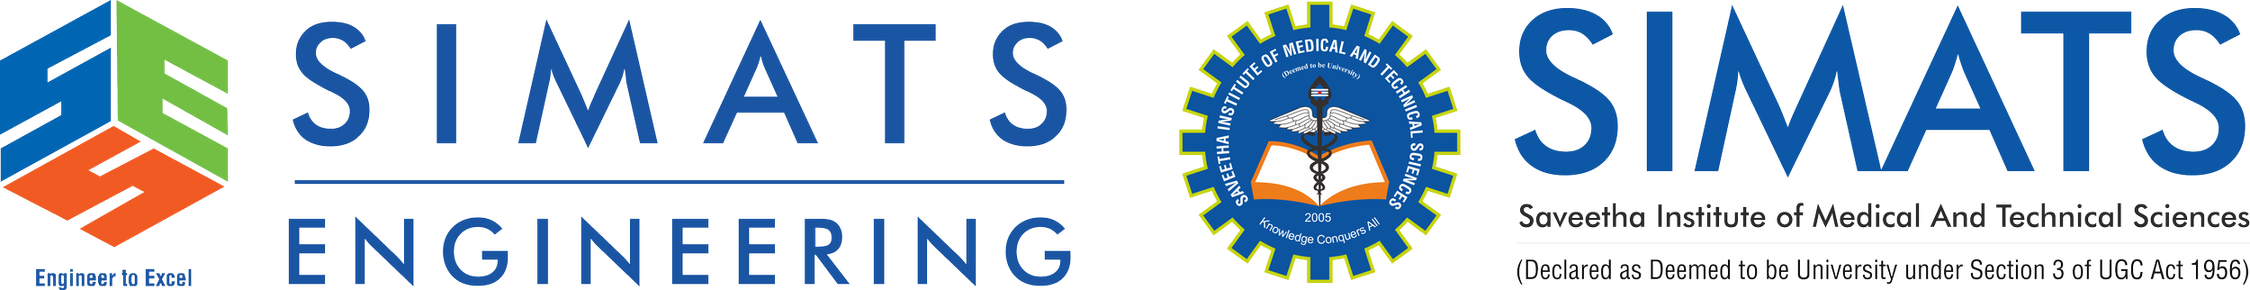 Engineer to Excel
SIMATS
ENGINEERING
SAVEETHA INSTITUTE OF MEDICAL AND TECHNICAL SCIENCES
(Deemed to be University)
2005
Knowledge Conquers All
SIMATS
Saveetha Institute of Medical And Technical Sciences
(Declared as Deemed to be University under Section 3 of UGC Act 1956)